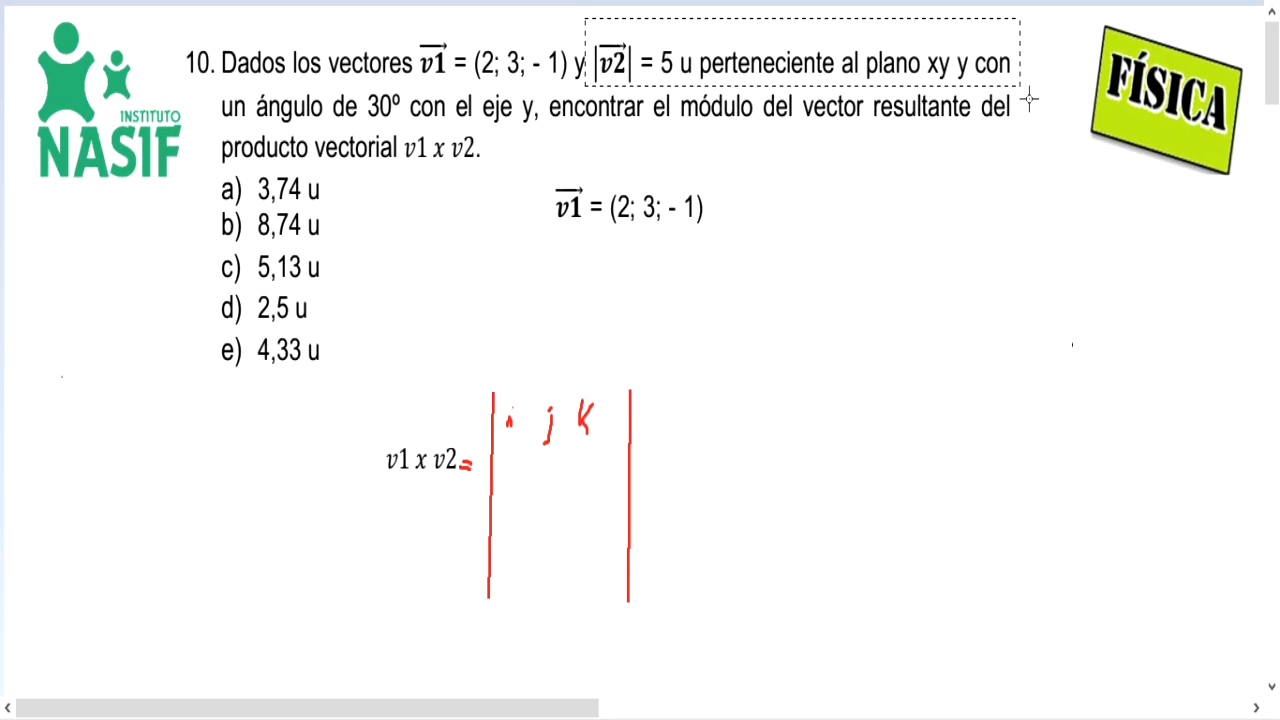 INSTITUTO
NASIF
10. Dados los vectores v1 = (2; 3; - 1) y |v2| = 5 u perteneciente al plano xy y con
un ángulo de 30º con el eje y, encontrar el módulo del vector resultante del
producto vectorial v1 x v2.
a) 3,74 u
b) 8,74 u
c) 5,13 u
d) 2,5 u
e) 4,33 u
v1 = (2; 3; - 1)
FÍSICA
i j k
v1 x v2 =